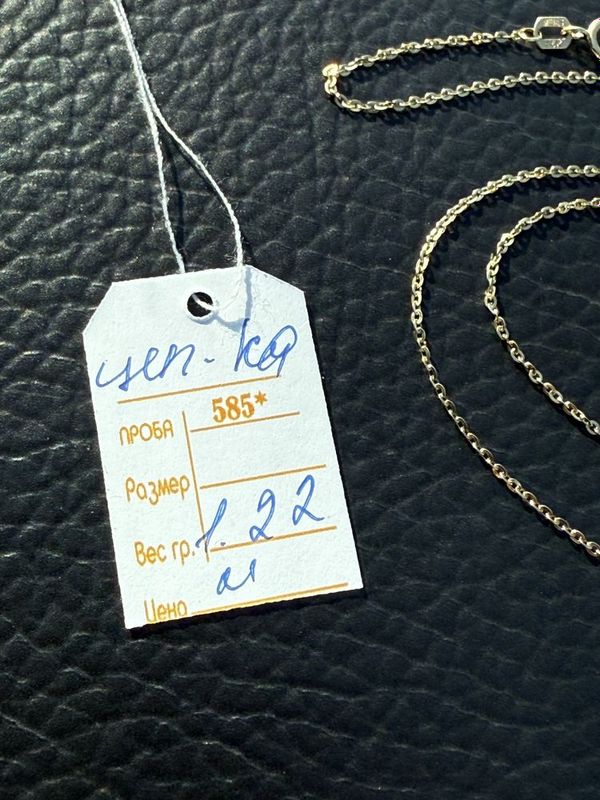 цеп-ка
ПРОБА 585*
Размер
Вес гр. 1.22
Цена